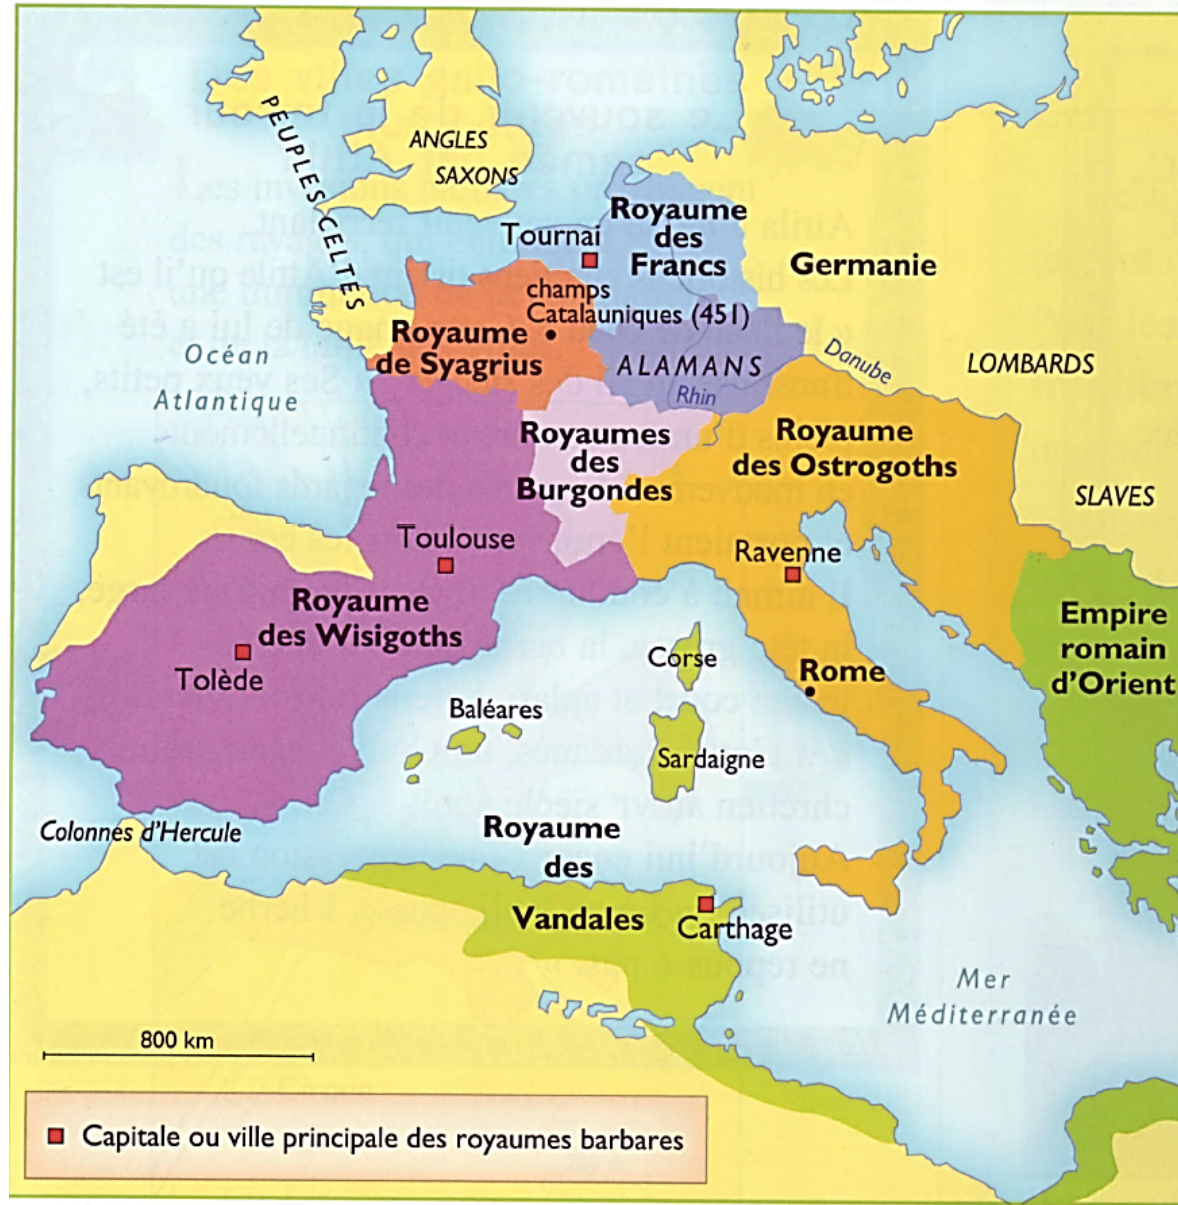 PEUPLES CELTES
ANGLES
SAXONS
Royaume
des
Francs
Tournai
Germanie
champs
Catalauniques (451)
Royaume
de Syagrius
ALAMANS
Rhin
Danube
LOMBARDS
Océan
Atlantique
Royaumes
des
Burgondes
Royaume
des Ostrogoths
SLAVES
Toulouse
Ravenne
Royaume
des Wisigoths
Tolède
Empire
romain
d'Orient
Corse
Rome
Baléares
Sardaigne
Colonnes d'Hercule
Royaume
des
Vandales
Carthage
Mer
Méditerranée
800 km
Capitale ou ville principale des royaumes barbares